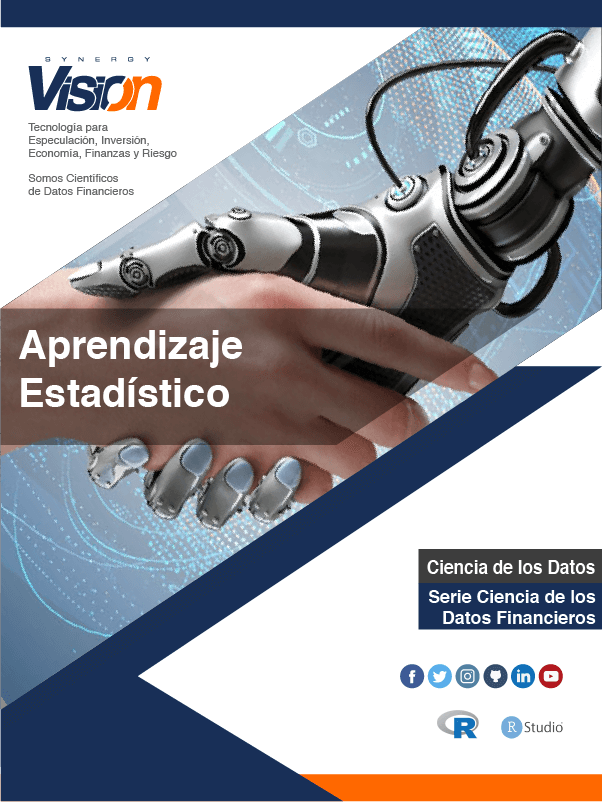 SYNERGY
Vision
Tecnología para
Especulación, Inversión,
Economía, Finanzas y Riesgo
Somos Científicos
de Datos Financieros
Aprendizaje
Estadístico
Ciencia de los Datos
Serie Ciencia de los
Datos Financieros
R
R Studio